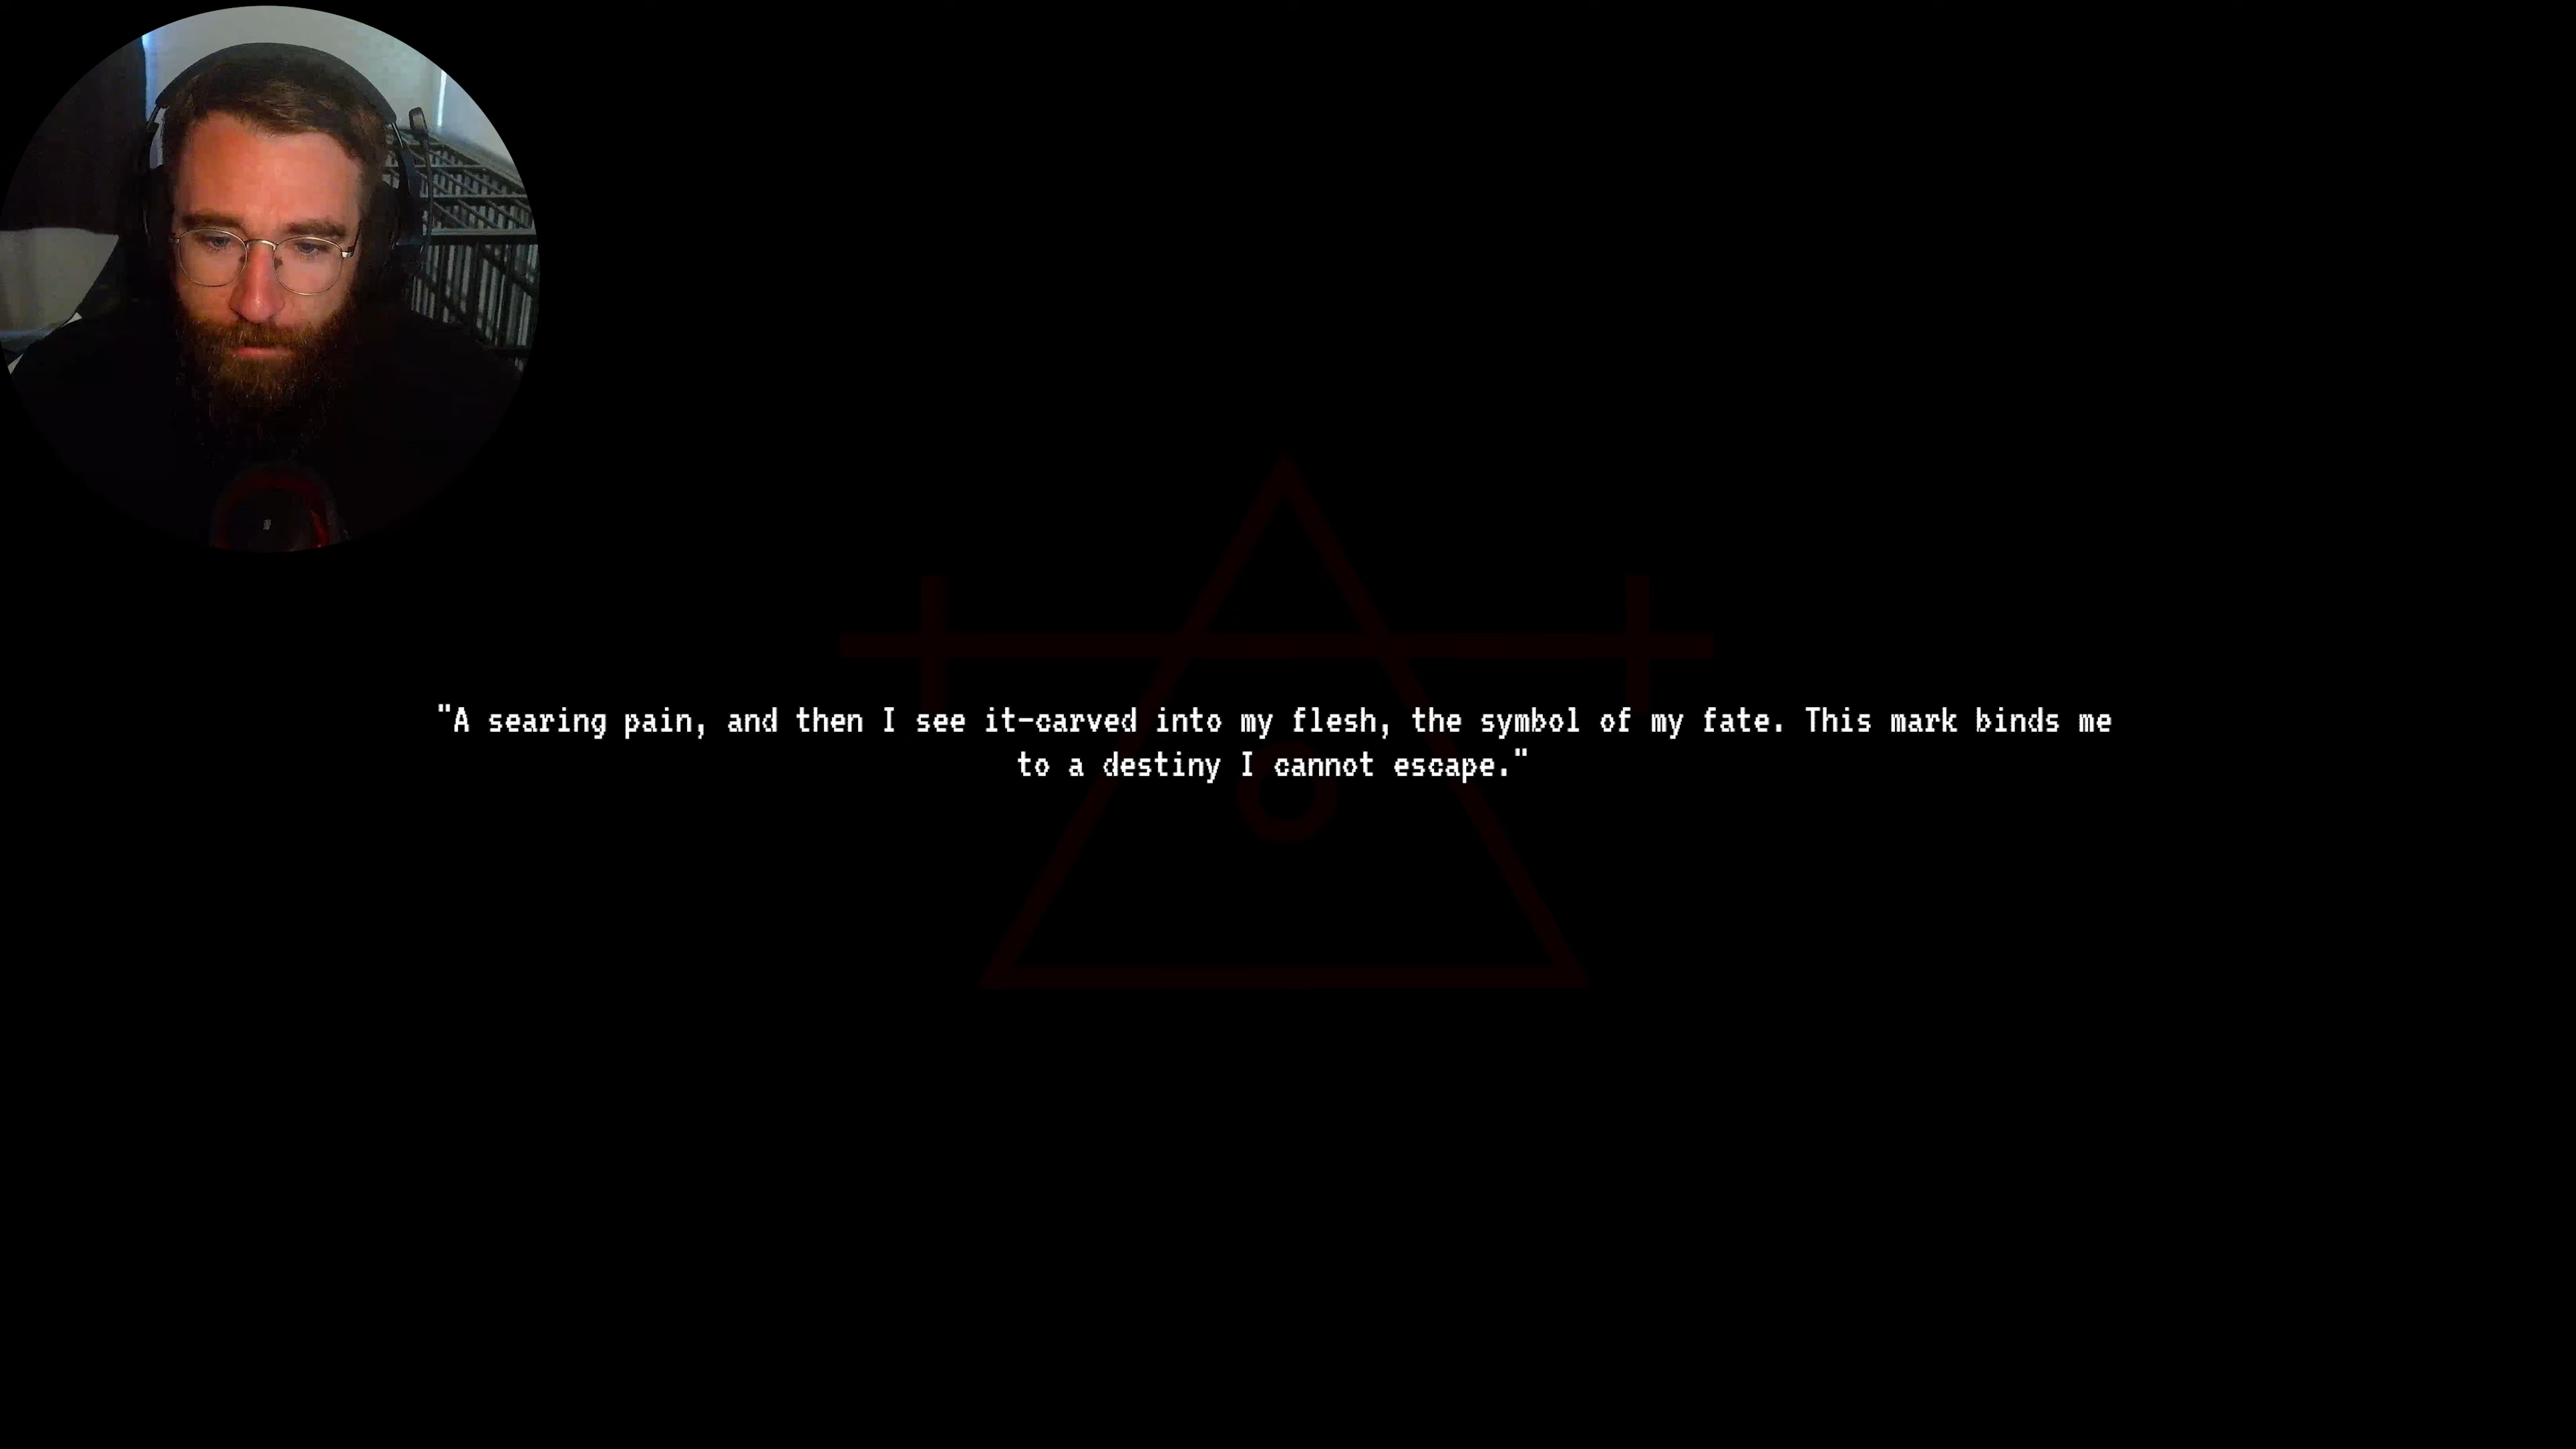 "A searing pain, and then I see it-carved into my flesh, the symbol of my fate. This mark binds me
to a destiny I cannot escape."